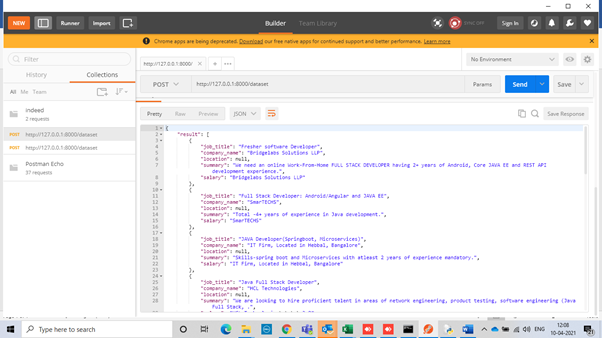 NEW Runner Import Builder Team Library SYNC OFF Sign In
Chrome apps are being deprecated. Download our free native apps for continued support and better performance. Learn more
Filter
http://127.0.0.1:8000/
No Environment
History Collections
POST http://127.0.0.1:8000/dataset Params Send Save
All Me Team
Pretty Raw Preview JSON Save Response
indeed
2 requests
POST http://127.0.0.1:8000/dataset
POST http://127.0.0.1:8000/dataset
Postman Echo
37 requests
1 {
2 "result": [
3 {
4 "job_title": "Fresher software Developer",
5 "company_name": "Bridgelabs Solutions LLP",
6 "location": null,
7 "summary": "We need an online Work-from-Home FULL STACK DEVELOPER having 2+ years of Android, Core JAVA EE and REST API
development experience.",
8 "salary": "Bridgelabs Solutions LLP"
9 },
10 {
11 "job_title": "Full Stack Developer: Android/Angular and JAVA EE",
12 "company_name": "SmarTECHS",
13 "location": null,
14 "summary": "Total -4+ years of experience in Java development.",
15 "salary": "SmarTECHS"
16 },
17 {
18 "job_title": "JAVA Developer(Springboot, Microservices)",
19 "company_name": "IT Firm, Located in Hebbal, Bangalore",
20 "location": null,
21 "summary": "Skills-spring boot and Microservices with atleast 2 years of experience mandatory.",
22 "salary": "IT Firm, Located in Hebbal, Bangalore"
23 },
24 {
25 "job_title": "Java Full Stack Developer",
26 "company_name": "HCL Technologies",
27 "location": null,
28 "summary": "We are looking to hire proficient talent in areas of network engineering, product testing, software engineering (Java
Full Stack, .",
Type here to search
ENG
12:08
10-04-2021